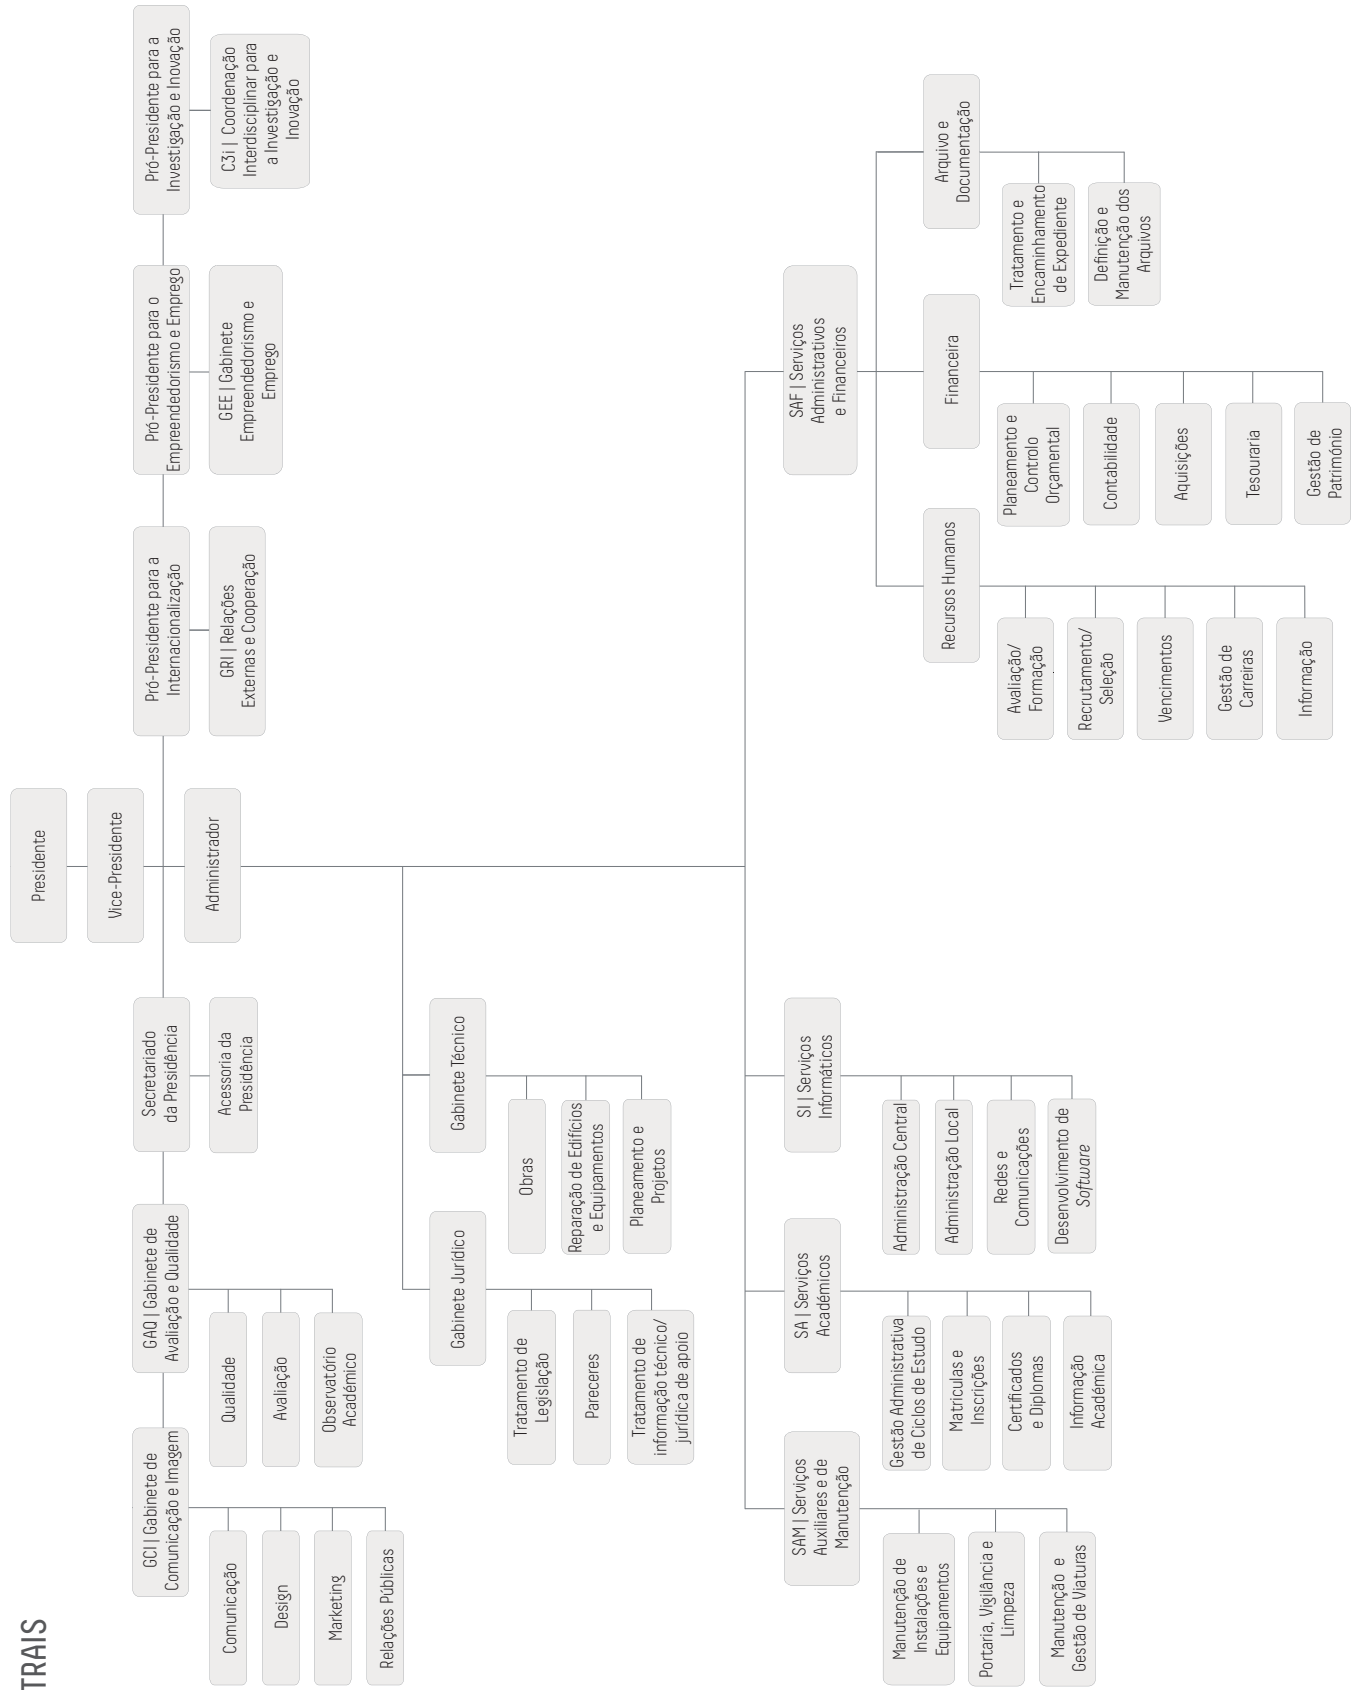 TRAIS
Presidente
Vice-Presidente
Administrador
GCI | Gabinete de
Comunicação e Imagem
Comunicação
Design
Marketing
Relações Públicas
GAQ | Gabinete de
Avaliação e Qualidade
Qualidade
Avaliação
Observatório
Académico
Secretariado
da Presidência
Acessoria da
Presidência
Pró-Presidente para a
Internacionalização
GRI | Relações
Externas e Cooperação
Pró-Presidente para o
Empreendedorismo e Emprego
GEE | Gabinete
Empreendedorismo e
Emprego
Pró-Presidente para a
Investigação e Inovação
C3i | Coordenação
Interdisciplinar para
a Investigação e
Inovação
Gabinete Jurídico
Tratamento de
Legislação
Pareceres
Tratamento de
informação técnico/
jurídica de apoio
Gabinete Técnico
Obras
Reparação de Edifícios
e Equipamentos
Planeamento e
Projetos
SAM | Serviços
Auxiliares e de
Manutenção
Manutenção de
Instalações e
Equipamentos
Portaria, Vigilância e
Limpeza
Manutenção e
Gestão de Viaturas
SA | Serviços
Académicos
Gestão Administrativa
de Ciclos de Estudo
Matriculas e
Inscrições
Certificados
e Diplomas
Informação
Académica
SI | Serviços
Informáticos
Administração Central
Administração Local
Redes e
Comunicações
Desenvolvimento de
Software
SAF | Serviços
Administrativos
e Financeiros
Recursos Humanos
Avaliação/
Formação
Recrutamento/
Seleção
Vencimentos
Gestão de
Carreiras
Informação
Financeira
Planeamento e
Controlo
Orçamental
Contabilidade
Aquisições
Tesouraria
Gestão de
Património
Arquivo e
Documentação
Tratamento e
Encaminhamento
de Expediente
Definição e
Manutenção dos
Arquivos